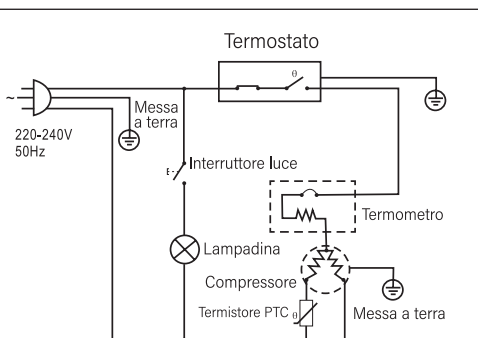 Termostato
θ
~
Messa
a terra
220-240V
50Hz
Interruttore luce
Termometro
Lampadina
Compressore
Termistore PTC θ
Messa a terra